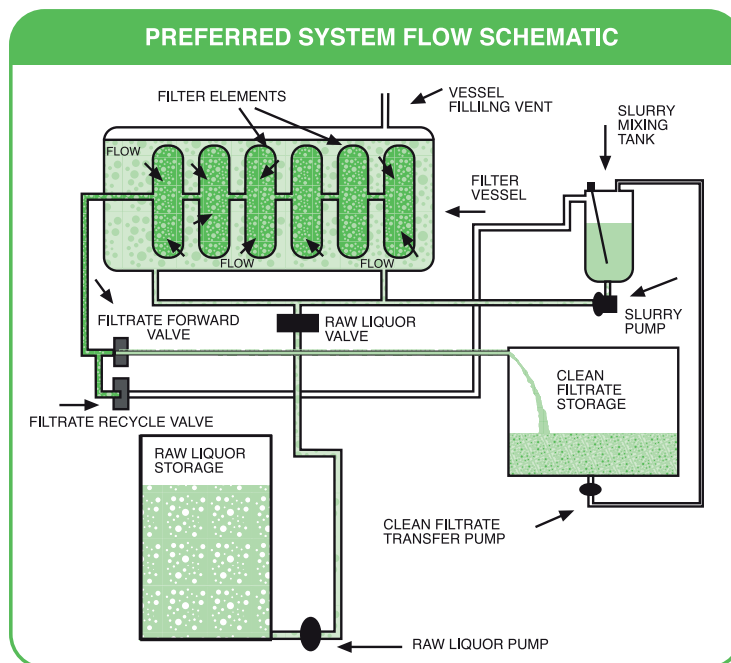 PREFERRED SYSTEM FLOW SCHEMATIC
FILTER ELEMENTS
VESSEL
FILLILNG VENT
SLURRY
MIXING
TANK
FLOW
FILTER
VESSEL
FLOW
FLOW
FILTRATE FORWARD
VALVE
RAW LIQUOR
VALVE
SLURRY
PUMP
CLEAN
FILTRATE
STORAGE
FILTRATE RECYCLE VALVE
RAW LIQUOR
STORAGE
CLEAN FILTRATE
TRANSFER PUMP
RAW LIQUOR PUMP